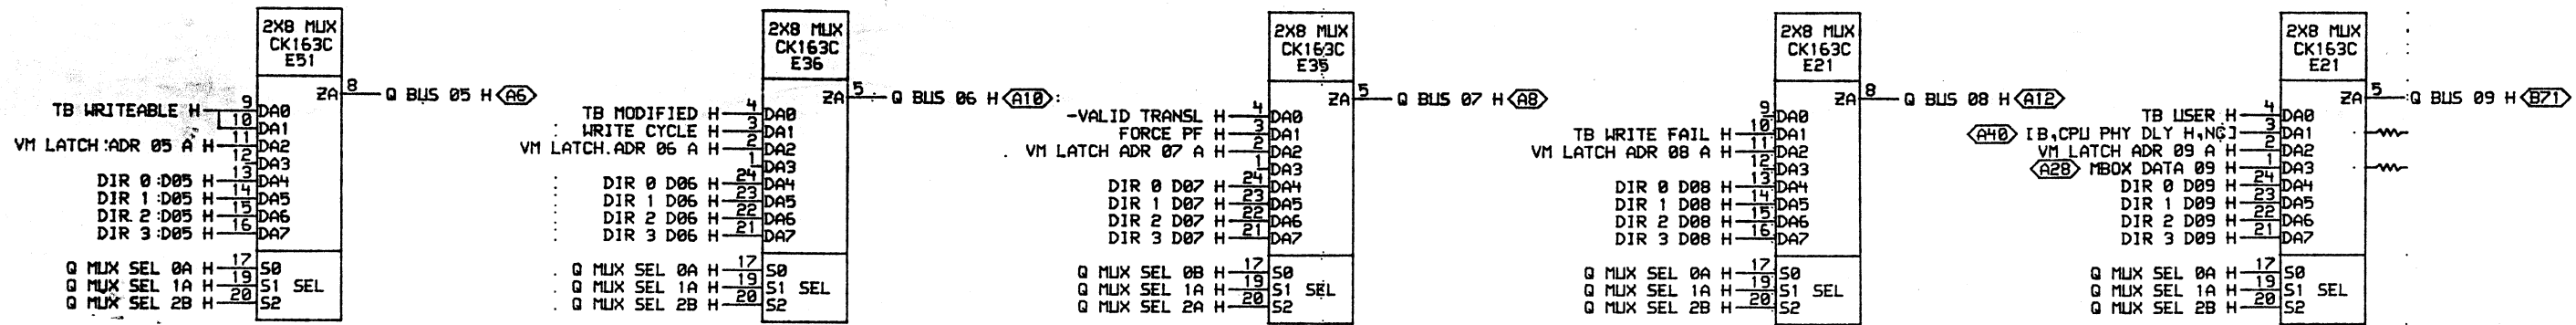 2X8 MUX
CK163C
E51
ZA 8 Q BUS 05 H A6
TB WRITEABLE H 9 DA0
10 DA1
VM LATCH ADR 05 A H 11 DA2
12 DA3
DIR 0 D05 H 13 DA4
DIR 1 D05 H 14 DA5
DIR 2 D05 H 15 DA6
DIR 3 D05 H 16 DA7
Q MUX SEL 0A H 17 S0
Q MUX SEL 1A H 19 S1 SEL
Q MUX SEL 2B H 20 S2
2X8 MUX
CK163C
E36
ZA 5 Q BUS 06 H A10
TB MODIFIED H 4 DA0
WRITE CYCLE H 3 DA1
VM LATCH ADR 06 A H 2 DA2
1 DA3
DIR 0 D06 H 24 DA4
DIR 1 D06 H 23 DA5
DIR 2 D06 H 22 DA6
DIR 3 D06 H 21 DA7
Q MUX SEL 0A H 17 S0
Q MUX SEL 1A H 19 S1 SEL
Q MUX SEL 2B H 20 S2
2X8 MUX
CK163C
E35
ZA 5 Q BUS 07 H A8
-VALID TRANSL H 4 DA0
FORCE PF H 3 DA1
VM LATCH ADR 07 A H 2 DA2
1 DA3
DIR 0 D07 H 24 DA4
DIR 1 D07 H 23 DA5
DIR 2 D07 H 22 DA6
DIR 3 D07 H 21 DA7
Q MUX SEL 0B H 17 S0
Q MUX SEL 1A H 19 S1 SEL
Q MUX SEL 2A H 20 S2
2X8 MUX
CK163C
E21
ZA 8 Q BUS 08 H A12
9 DA0
TB WRITE FAIL H 10 DA1
VM LATCH ADR 08 A H 11 DA2
12 DA3
DIR 0 D08 H 13 DA4
DIR 1 D08 H 14 DA5
DIR 2 D08 H 15 DA6
DIR 3 D08 H 16 DA7
Q MUX SEL 0A H 17 S0
Q MUX SEL 1A H 19 S1 SEL
Q MUX SEL 2B H 20 S2
2X8 MUX
CK163C
E21
ZA 5 Q BUS 09 H B71
TB USER H 4 DA0
A40 [B,CPU PHY DLY H,NC] 3 DA1
VM LATCH ADR 09 A H 2 DA2
A28 MBOX DATA 09 H 1 DA3
DIR 0 D09 H 24 DA4
DIR 1 D09 H 23 DA5
DIR 2 D09 H 22 DA6
DIR 3 D09 H 21 DA7
Q MUX SEL 0A H 17 S0
Q MUX SEL 1A H 19 S1 SEL
Q MUX SEL 2B H 20 S2